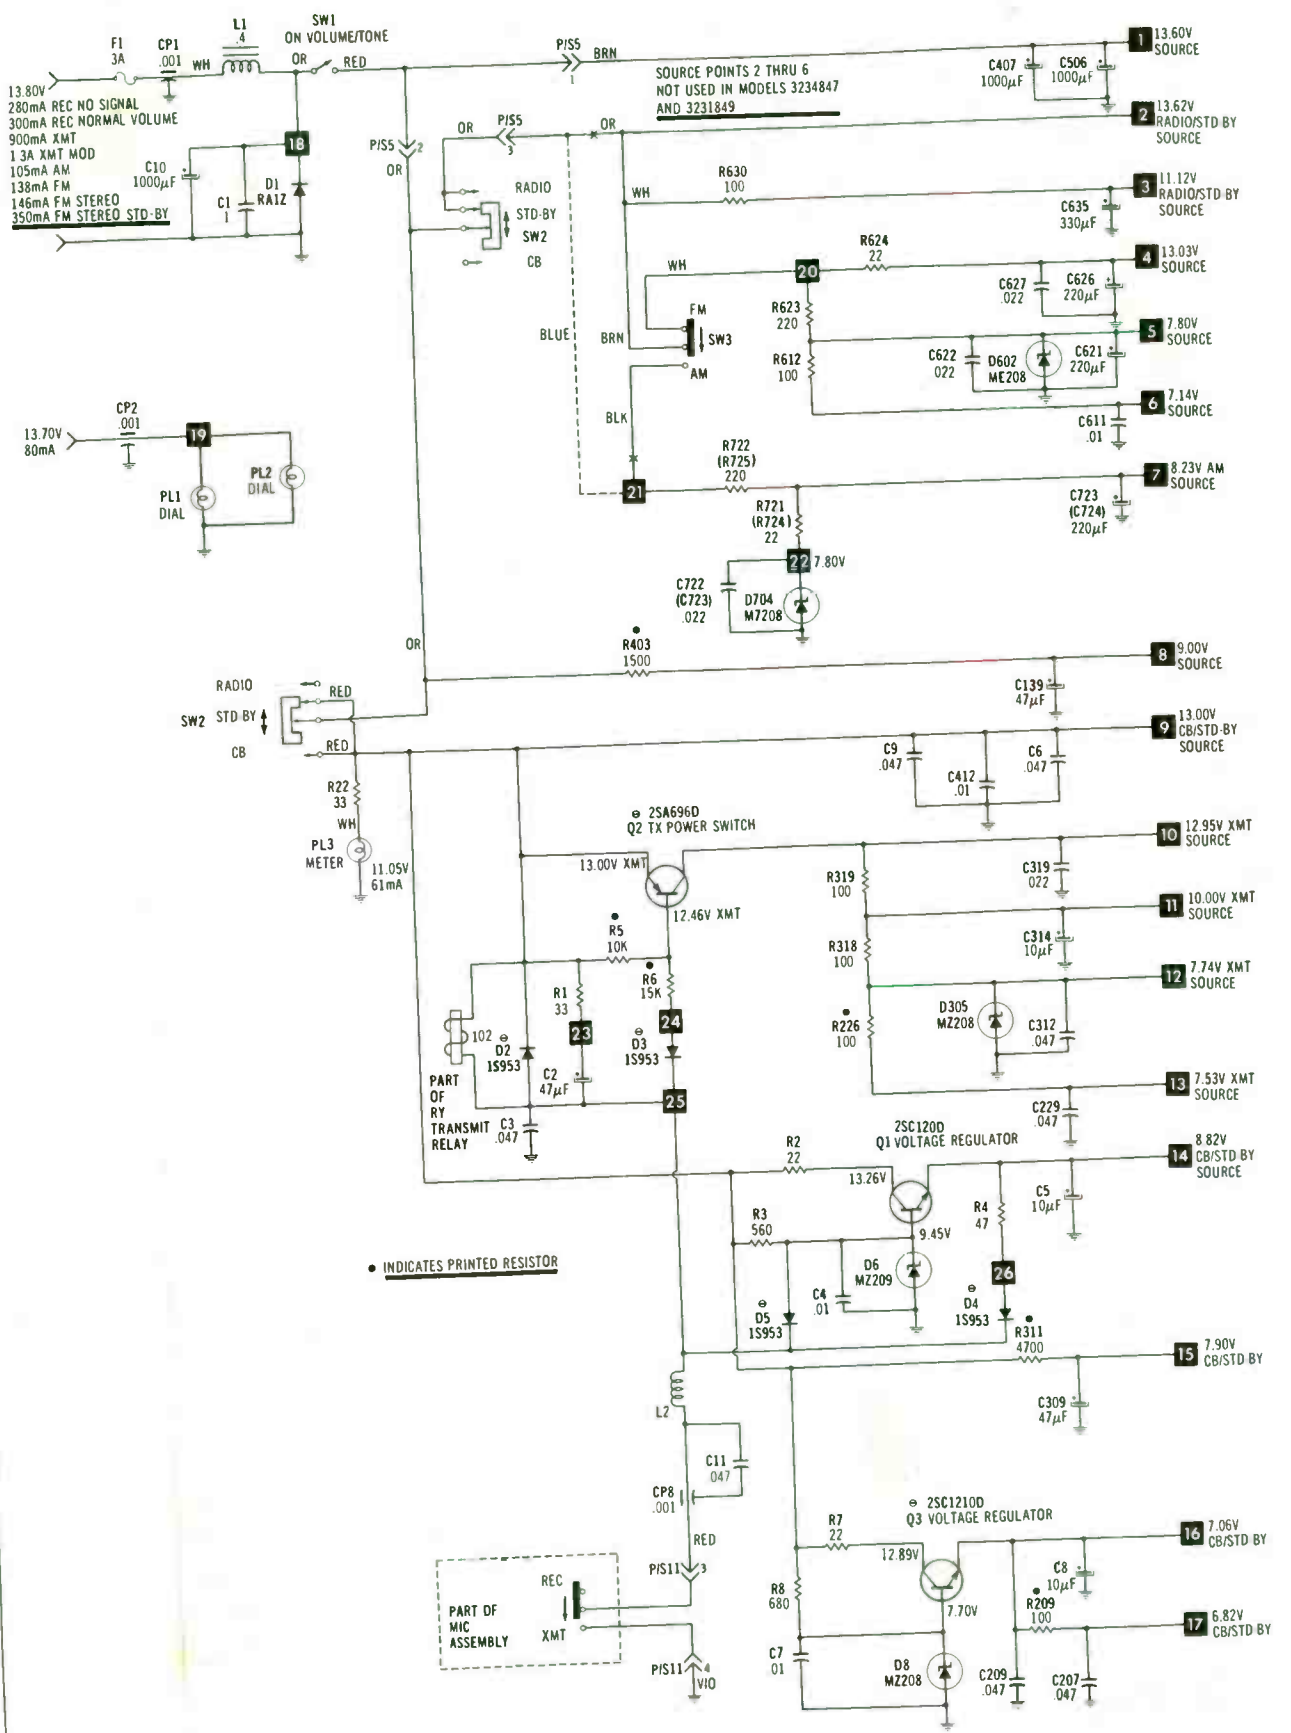 F1
3A
CP1
.001
WH
L1
.4
OR
SW1
ON VOLUME/TONE
RED
P/S5
1
BRN
13.80V
280mA REC NO SIGNAL
300mA REC NORMAL VOLUME
900mA XMT
1 3A XMT MOD
105mA AM
138mA FM
146mA FM STEREO
350mA FM STEREO STD-BY
C10
1000µF
C1
1
18
D1
RA1Z
SOURCE POINTS 2 THRU 6
NOT USED IN MODELS 3234847
AND 3231849
C407
1000µF
C506
1000µF
1
13.60V
SOURCE
P/S5
2
OR
OR
P/S5
3
OR
2
13.62V
RADIO/STD BY
SOURCE
RADIO
STD-BY
SW2
CB
WH
R630
100
C635
330µF
3
11.12V
RADIO/STD-BY
SOURCE
WH
20
R624
22
C627
.022
C626
220µF
4
13.03V
SOURCE
BLUE
BRN
FM
SW3
AM
R623
220
R612
100
C622
022
D602
ME208
C621
220µF
5
7.80V
SOURCE
C611
.01
6
7.14V
SOURCE
CP2
.001
13.70V
80mA
19
PL1
DIAL
PL2
DIAL
BLK
21
R722
(R725)
220
R721
(R724)
22
22
7.80V
C722
(C723)
.022
D704
M7208
C723
(C724)
220µF
7
8.23V AM
SOURCE
OR
R403
1500
C139
47µF
8
9.00V
SOURCE
RADIO
SW2
STD BY
CB
RED
RED
R22
33
WH
PL3
METER
11.05V
61mA
C9
.047
C412
.01
C6
.047
9
13.00V
CB/STD-BY
SOURCE
2SA696D
Q2 TX POWER SWITCH
13.00V XMT
12.46V XMT
R319
100
C319
022
10
12.95V XMT
SOURCE
R5
10K
R6
15K
R318
100
C314
10µF
11
10.00V XMT
SOURCE
102
PART
OF
RY
TRANSMIT
RELAY
D2
1S953
R1
33
23
C2
47µF
C3
.047
24
D3
1S953
25
R226
100
D305
MZ208
C312
.047
12
7.74V XMT
SOURCE
C229
.047
13
7.53V XMT
SOURCE
R2
22
2SC120D
Q1 VOLTAGE REGULATOR
13.26V
9.45V
R3
560
D6
MZ209
C4
.01
D5
1S953
R4
47
26
D4
1S953
C5
10µF
14
8.82V
CB/STD BY
SOURCE
● INDICATES PRINTED RESISTOR
R311
4700
C309
47µF
15
7.90V
CB/STD BY
L2
C11
047
CP8
.001
RED
P/S11
3
REC
XMT
PART OF
MIC
ASSEMBLY
P/S11
4
VIO
2SC1210D
Q3 VOLTAGE REGULATOR
R7
22
12.89V
7.70V
R8
680
C7
01
D8
MZ208
C8
10µF
R209
100
C209
.047
C207
.047
16
7.06V
CB/STD BY
17
6.82V
CB/STD BY